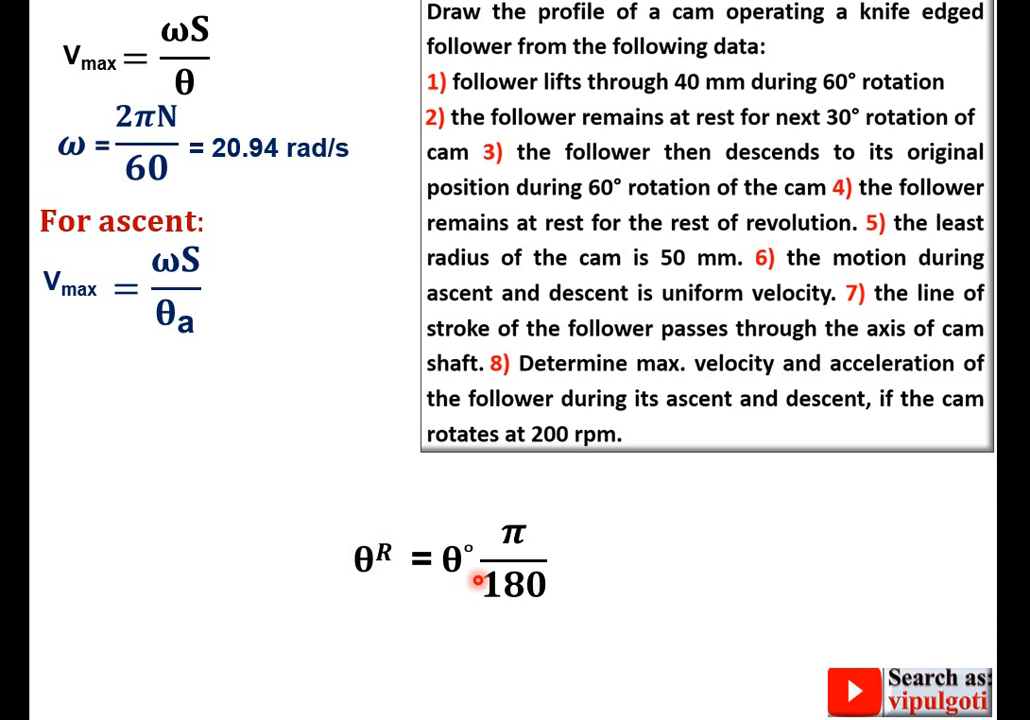 Vmax = ωS / θ
ω = 2πN / 60 = 20.94 rad/s
For ascent:
Vmax = ωS / θa
Draw the profile of a cam operating a knife edged
follower from the following data:
1) follower lifts through 40 mm during 60° rotation
2) the follower remains at rest for next 30° rotation of
cam 3) the follower then descends to its original
position during 60° rotation of the cam 4) the follower
remains at rest for the rest of revolution. 5) the least
radius of the cam is 50 mm. 6) the motion during
ascent and descent is uniform velocity. 7) the line of
stroke of the follower passes through the axis of cam
shaft. 8) Determine max. velocity and acceleration of
the follower during its ascent and descent, if the cam
rotates at 200 rpm.
θᴿ = θ° π / 180
Search as:
vipulgoti